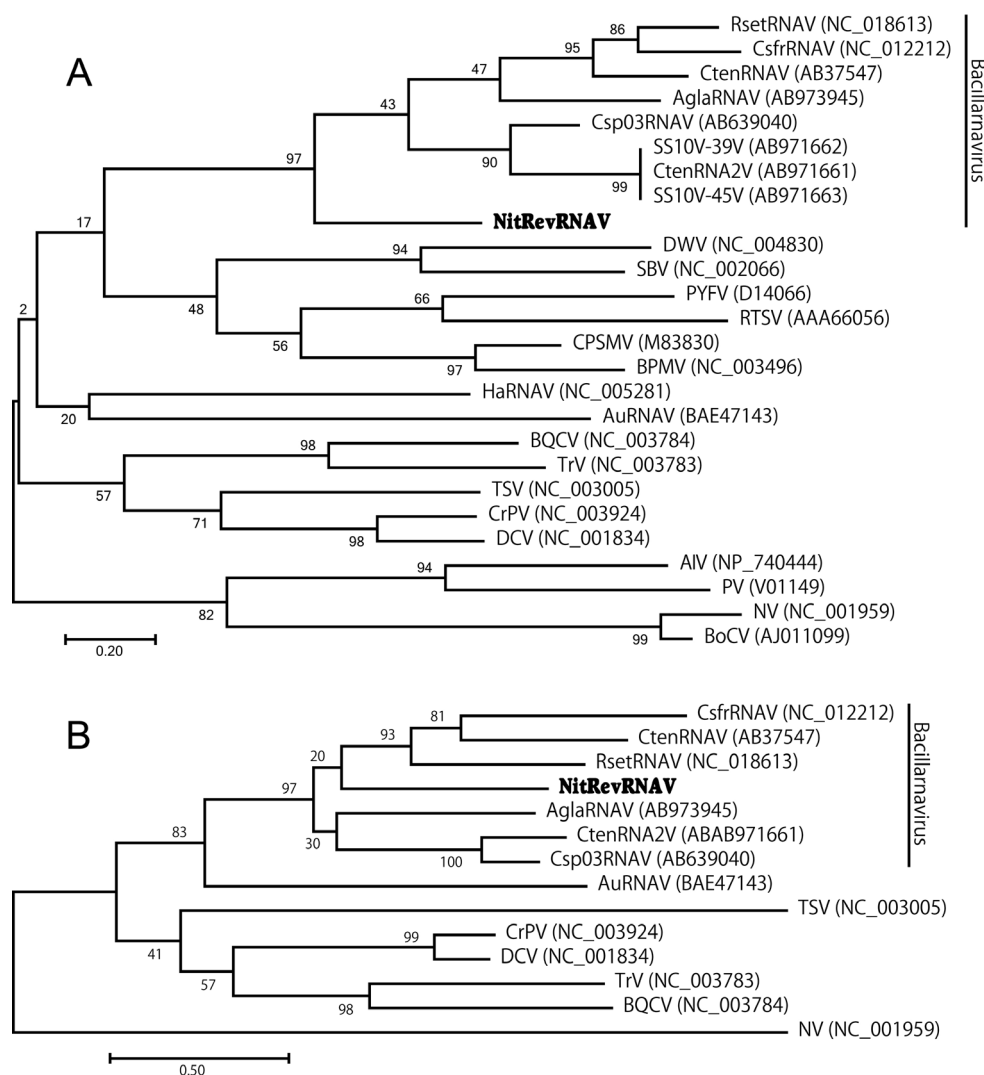 A
86
RsetRNAV (NC_018613)
95
CsfrRNAV (NC_012212)
47
CtenRNAV (AB37547)
AglaRNAV (AB973945)
43
Csp03RNAV (AB639040)
90
SS10V-39V (AB971662)
97
CtenRNA2V (AB971661)
99
SS10V-45V (AB971663)
NitRevRNAV
Bacillarnavirus
17
94
DWV (NC_004830)
SBV (NC_002066)
48
66
PYFV (D14066)
RTSV (AAA66056)
2
56
CPSMV (M83830)
97
BPMV (NC_003496)
HaRNAV (NC_005281)
20
AuRNAV (BAE47143)
98
BQCV (NC_003784)
TrV (NC_003783)
57
TSV (NC_003005)
71
CrPV (NC_003924)
98
DCV (NC_001834)
94
AIV (NP_740444)
PV (V01149)
82
NV (NC_001959)
99
BoCV (AJ011099)
0.20
B
81
CsfrRNAV (NC_012212)
93
CtenRNAV (AB37547)
20
RsetRNAV (NC_018613)
97
NitRevRNAV
AglaRNAV (AB973945)
30
CtenRNA2V (ABAB971661)
100
Csp03RNAV (AB639040)
Bacillarnavirus
83
AuRNAV (BAE47143)
TSV (NC_003005)
41
99
CrPV (NC_003924)
DCV (NC_001834)
57
TrV (NC_003783)
98
BQCV (NC_003784)
NV (NC_001959)
0.50